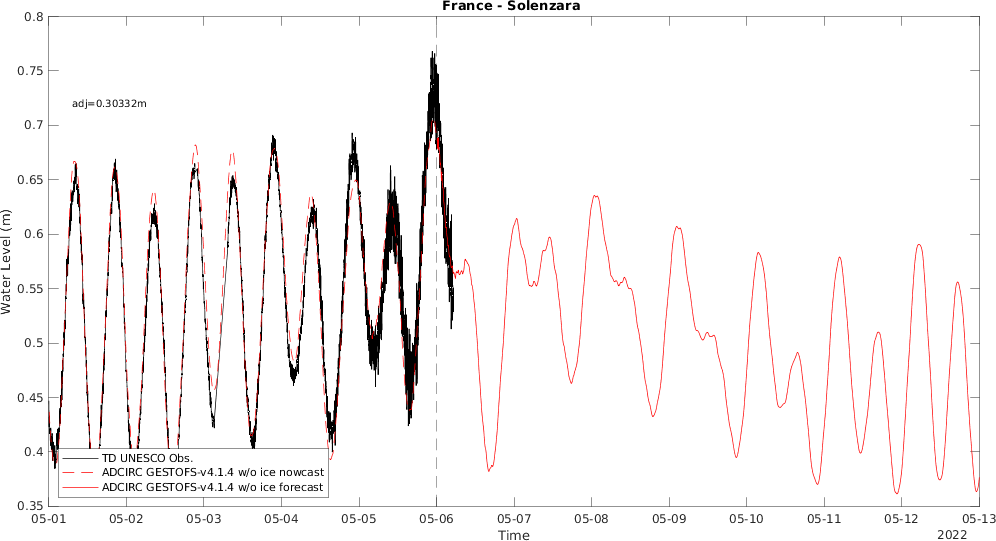 France - Solenzara
0.8
0.75
0.7
0.65
0.6
0.55
0.5
0.45
0.4
0.35
Water Level (m)
adj=0.30332m
TD UNESCO Obs.
ADCIRC GESTOFS-v4.1.4 w/o ice nowcast
ADCIRC GESTOFS-v4.1.4 w/o ice forecast
05-01 05-02 05-03 05-04 05-05 05-06 05-07 05-08 05-09 05-10 05-11 05-12 05-13
Time
2022